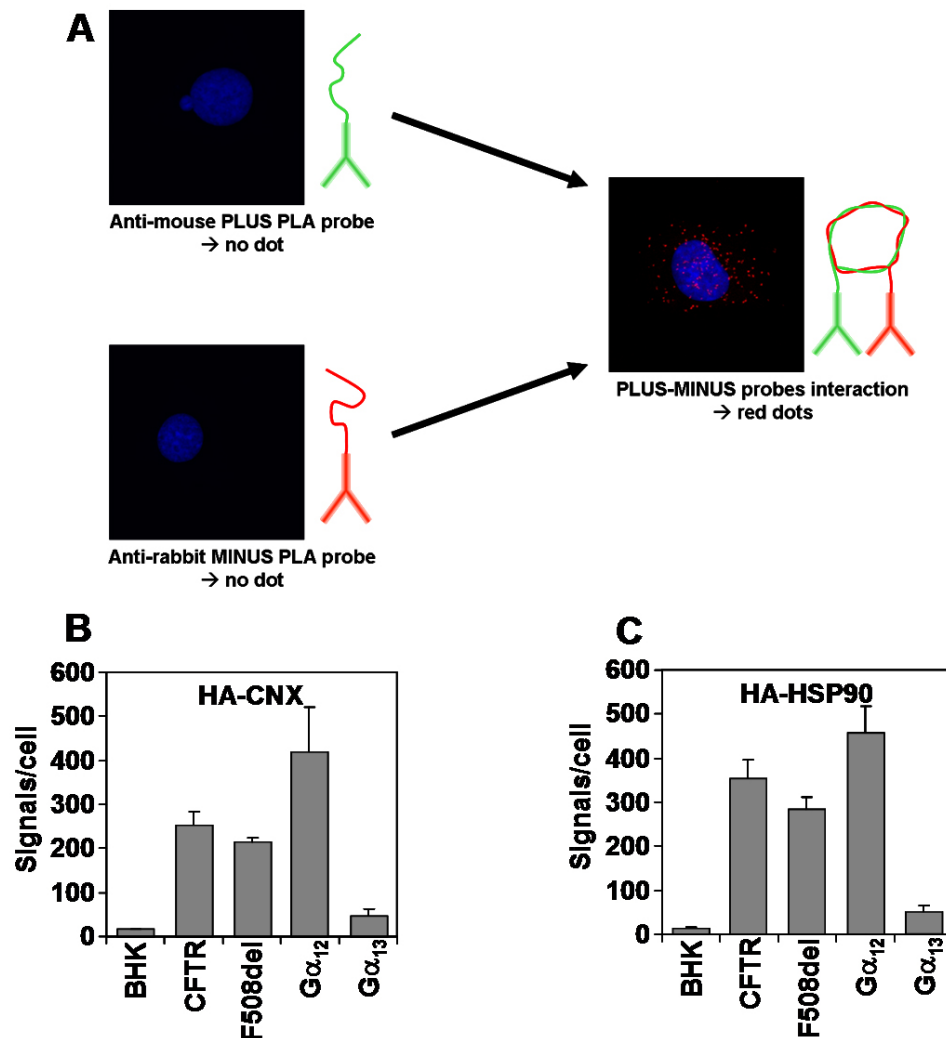 A
Anti-mouse PLUS PLA probe
→ no dot
PLUS-MINUS probes interaction
→ red dots
Anti-rabbit MINUS PLA probe
→ no dot
B
HA-CNX
Signals/cell
600
500
400
300
200
100
0
BHK
CFTR
F508del
Gα12
Gα13
C
HA-HSP90
Signals/cell
600
500
400
300
200
100
0
BHK
CFTR
F508del
Gα12
Gα13